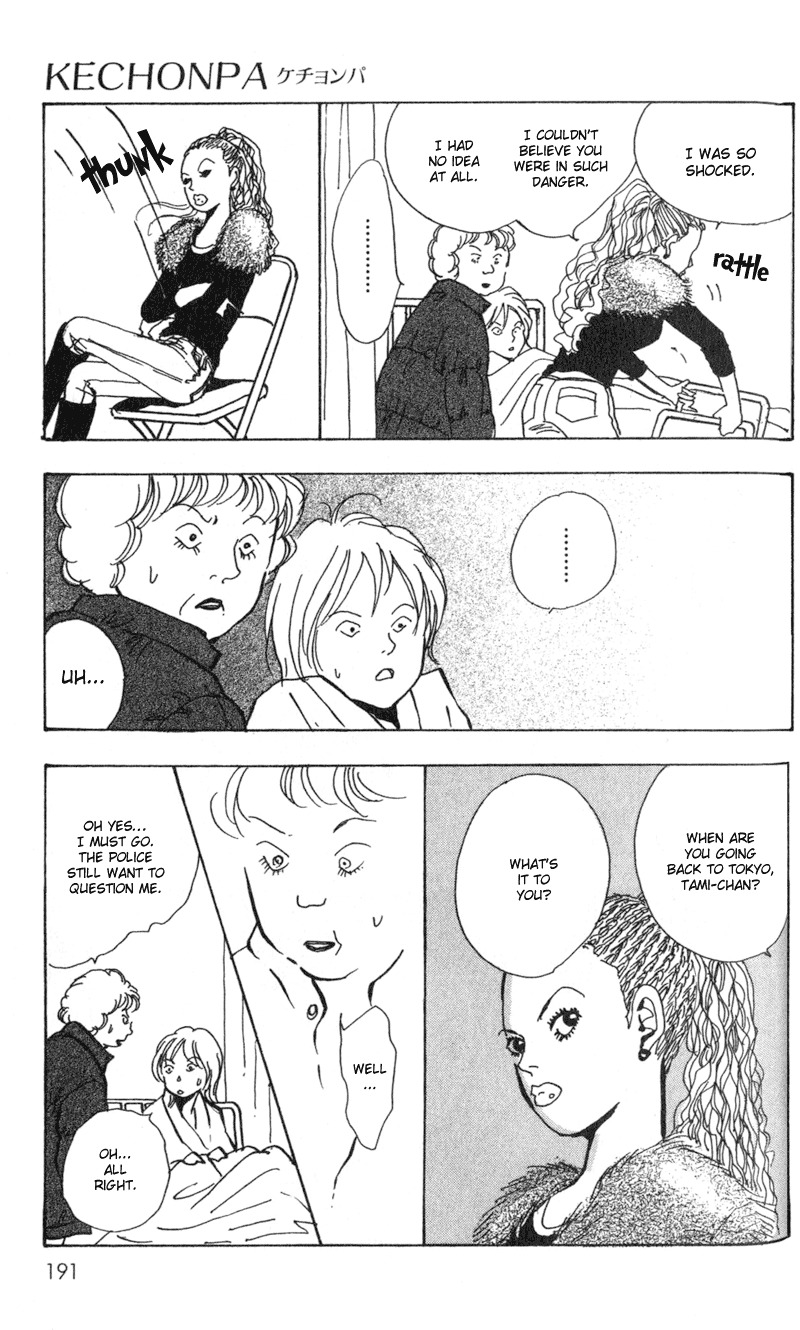 KECHONPA ケチョンパ
I WAS SO
SHOCKED.
I COULDN'T
BELIEVE YOU
WERE IN SUCH
DANGER.
I HAD
NO IDEA
AT ALL.
rattle
.........
thunk
.........
UH...
WHEN ARE
YOU GOING
BACK TO TOKYO,
TAMI-CHAN?
WHAT'S
IT TO
YOU?
WELL
...
OH YES...
I MUST GO.
THE POLICE
STILL WANT TO
QUESTION ME.
OH...
ALL
RIGHT.
191